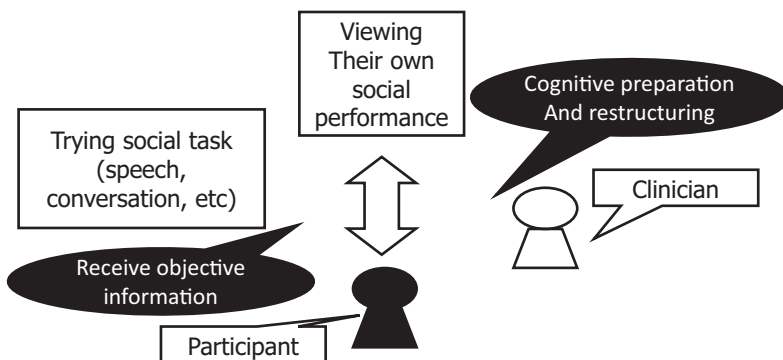 Viewing
Their own
social
performance
Cognitive preparation
And restructuring
Trying social task
(speech,
conversation, etc)
Clinician
Receive objective
information
Participant